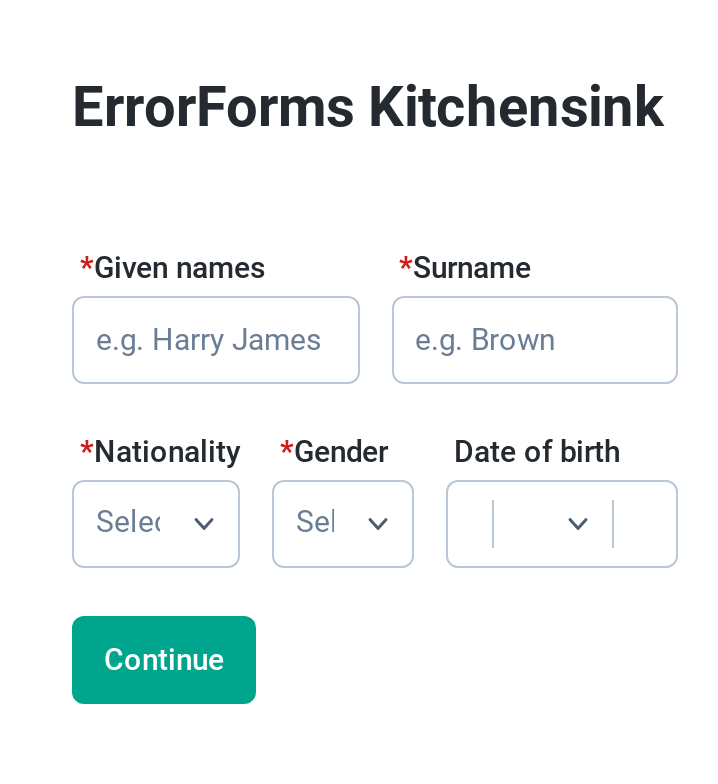 ErrorForms Kitchensink
*Given names *Surname
e.g. Harry James e.g. Brown
*Nationality *Gender Date of birth
Selec Sel
Continue